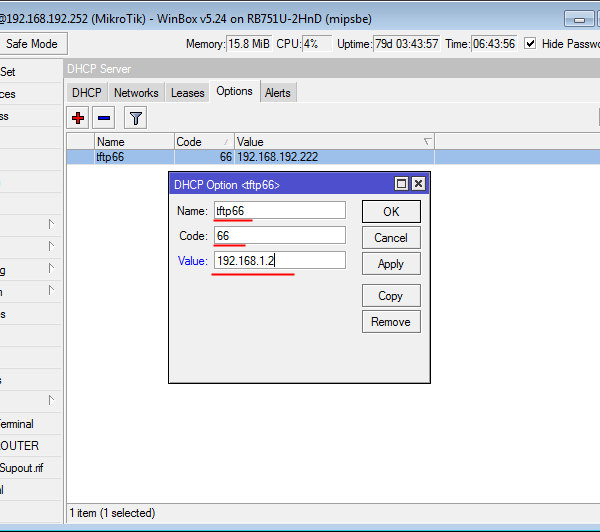 @192.168.192.252 (MikroTik) - WinBox v5.24 on RB751U-2HnD (mipsbe)
Safe Mode Memory: 15.8 MiB CPU: 4% Uptime: 79d 03:43:57 Time: 06:43:56 Hide Passwo
Set
ces
ss
DHCP Server
DHCP Networks Leases Options Alerts
Name Code Value
tftp66 66 192.168.192.222
DHCP Option <tftp66>
Name: tftp66 OK
Code: 66 Cancel
Value: 192.168.1.2 Apply
Copy
Remove
g
n
s
s
Terminal
OUTER
Supout.rif
al
1 item (1 selected)